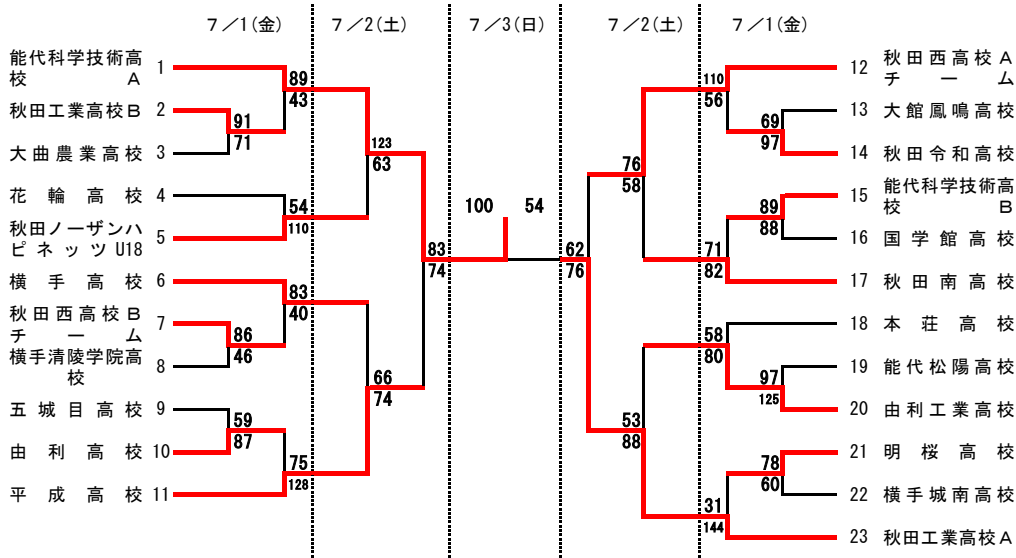 7/1(金)
7/2(土)
7/3(日)
7/2(土)
7/1(金)
能代科学技術高
校A
1
秋田工業高校B
2
大曲農業高校
3
花輪高校
4
秋田ノーザンハ
ピネッツU18
5
横手高校
6
秋田西高校B
チーム
7
横手清陵学院高
校
8
五城目高校
9
由利高校
10
平成高校
11
89
43
91
71
54
110
83
40
86
46
59
87
75
128
123
63
66
74
83
74
100 54
62
76
76
58
53
88
110
56
69
97
89
88
71
82
58
80
97
125
78
60
31
144
12
秋田西高校A
チーム
13
大館鳳鳴高校
14
秋田令和高校
15
能代科学技術高
校B
16
国学館高校
17
秋田南高校
18
本荘高校
19
能代松陽高校
20
由利工業高校
21
明桜高校
22
横手城南高校
23
秋田工業高校A